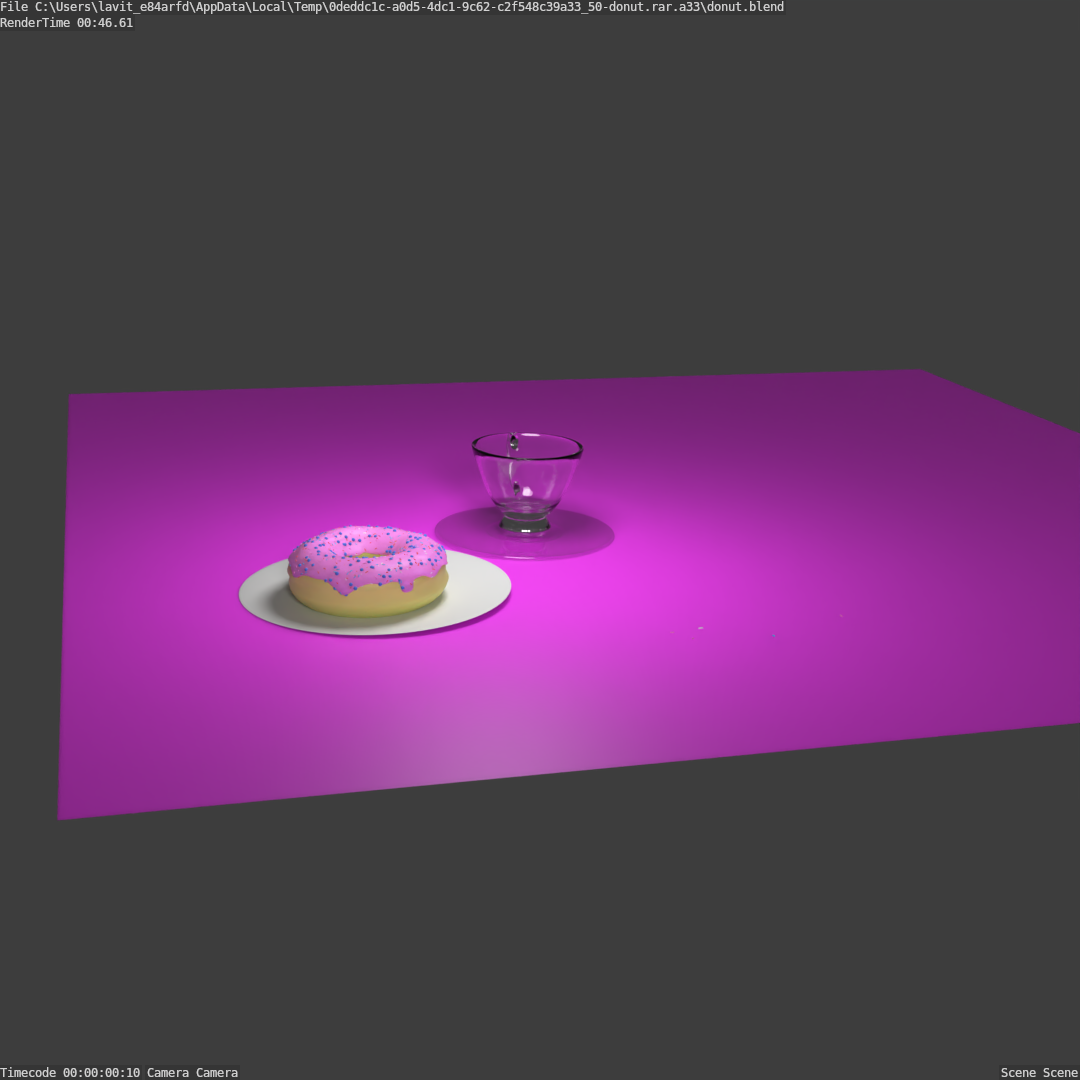 File C:\Users\lavit_e84arfd\AppData\Local\Temp\0deddc1c-a0d5-4dc1-9c62-c2f548c39a33_50-donut.rar.a33\donut.blend
RenderTime 00:46.61
Timecode 00:00:00:10 Camera Camera
Scene Scene